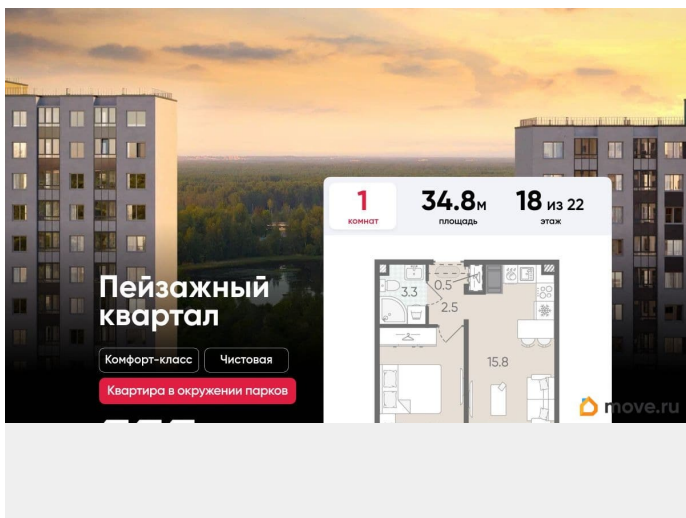 1
комнат
34.8м
площадь
18 из 22
этаж
Пейзажный
квартал
Комфорт-класс
Чистовая
Квартира в окружении парков
3.3
0.5
2.5
15.8
move.ru